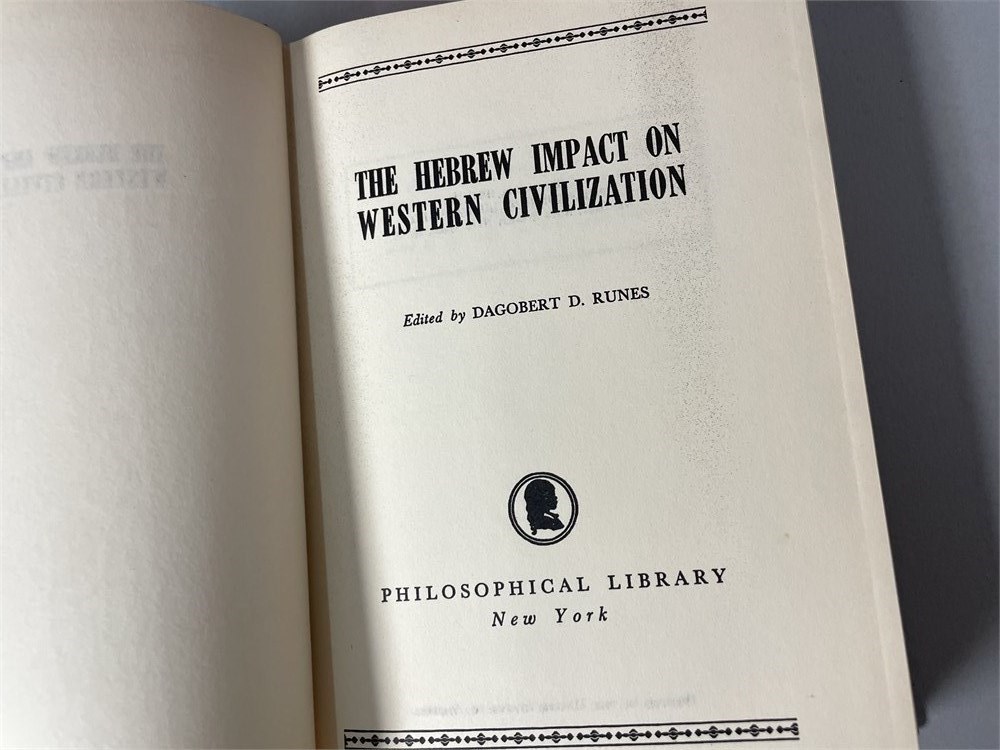 THE HEBREW IMPACT ON
WESTERN CIVILIZATION
Edited by DAGOBERT D. RUNES
PHILOSOPHICAL LIBRARY
New York